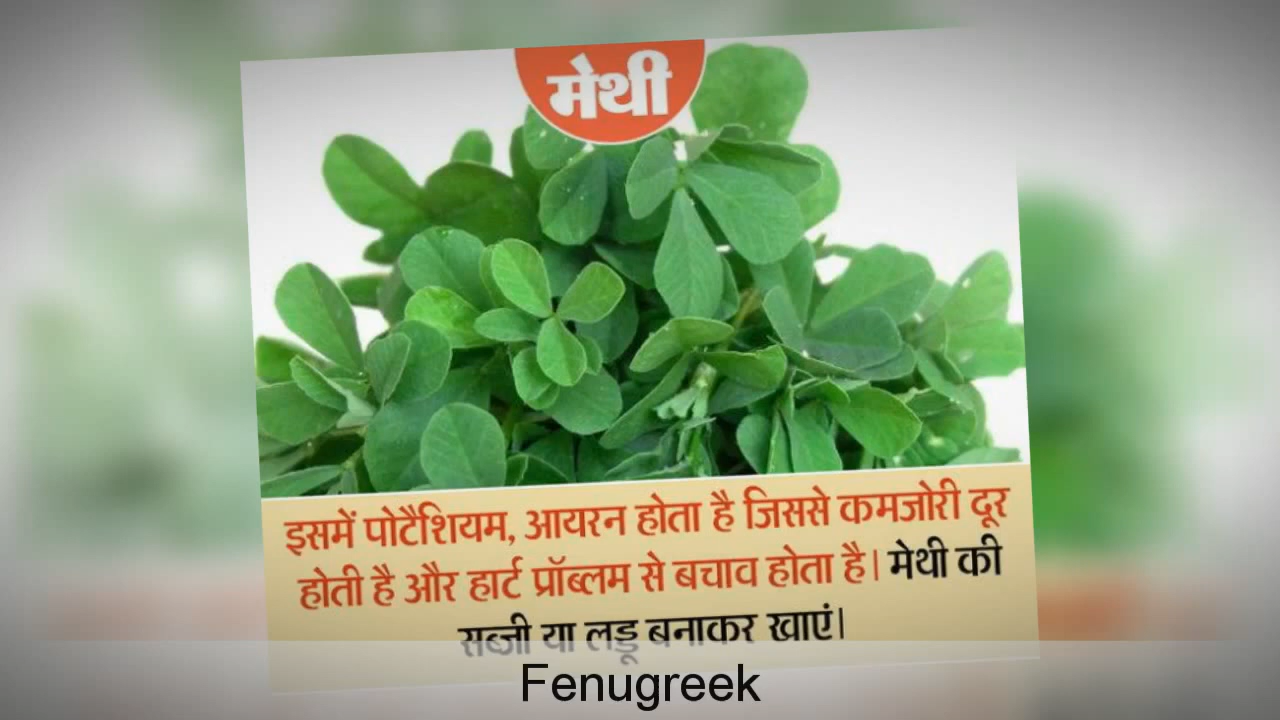 मेथी
इसमें पोटैशियम, आयरन होता है जिससे कमजोरी दूर
होती है और हार्ट प्रॉब्लम से बचाव होता है। मेथी की
सब्जी या लड्डू बनाकर खाएं।
Fenugreek